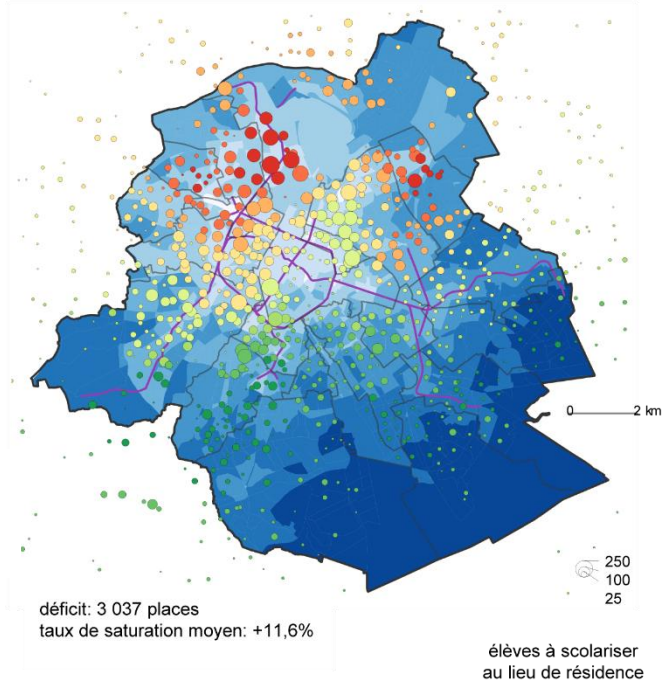 0 2 km
250
100
25
déficit: 3 037 places
taux de saturation moyen: +11,6%
élèves à scolariser
au lieu de résidence